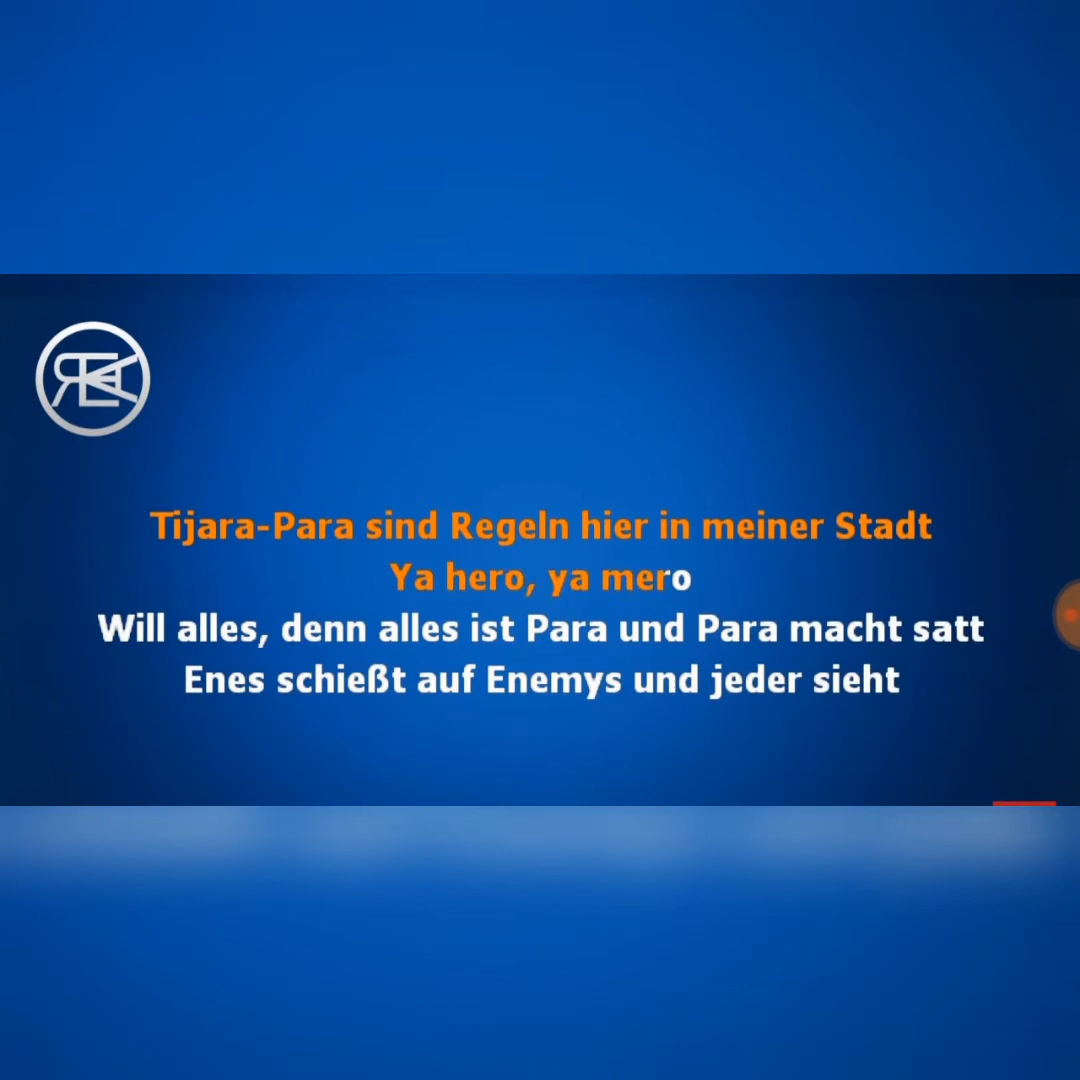 Tijara-Para sind Regeln hier in meiner Stadt
Ya hero, ya mero
Will alles, denn alles ist Para und Para macht satt
Enes schießt auf Enemys und jeder sieht